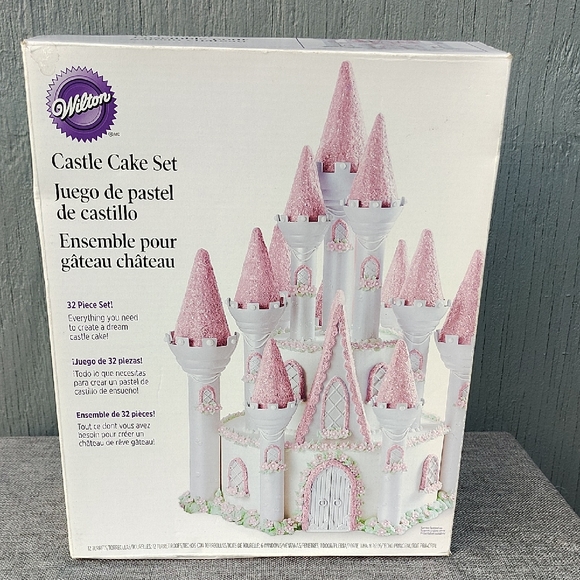 Wilton
Castle Cake Set
Juego de pastel
de castillo
Ensemble pour
gâteau château
32 Piece Set!
Everything you need
to create a dream
castle cake!
¡Juego de 32 piezas!
¡Todo lo que necesitas
para crear un pastel de
castillo de ensueño!
Ensemble de 32 pièces!
Tout ce dont vous avez
besoin pour créer un
château de rêve gâteau!